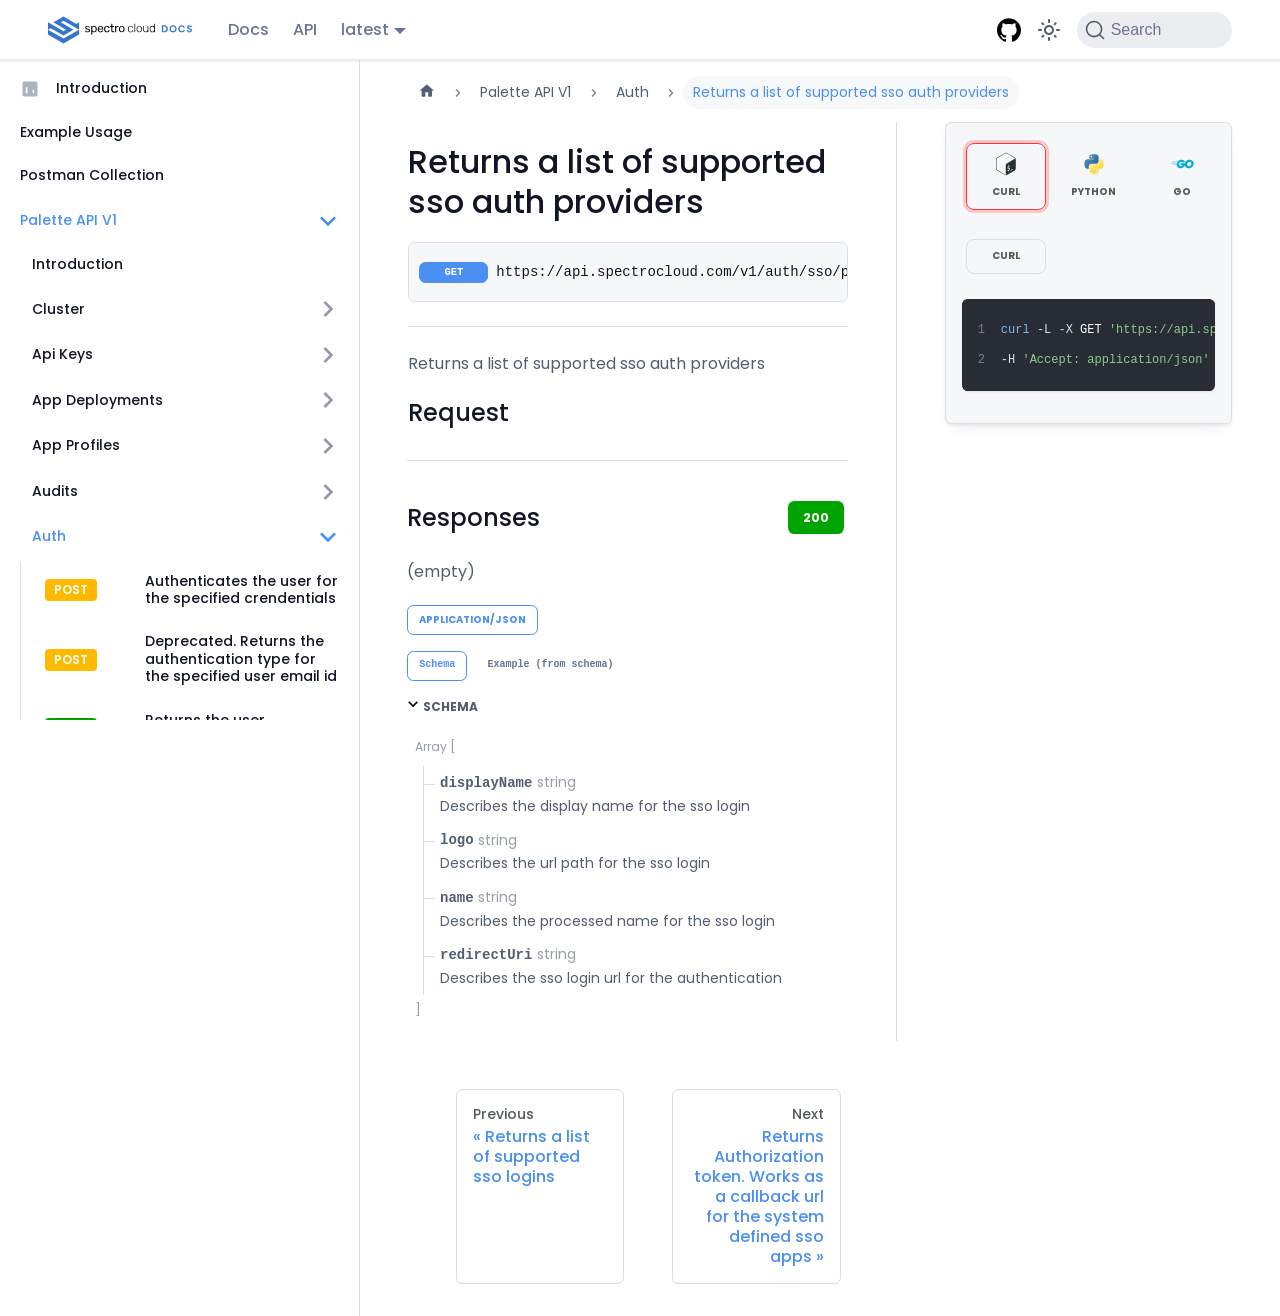 spectro cloud DOCS
Docs
API
latest
Search
Introduction
Example Usage
Postman Collection
Palette API V1
Introduction
Cluster
Api Keys
App Deployments
App Profiles
Audits
Auth
POST
Authenticates the user for
the specified crendentials
POST
Deprecated. Returns the
authentication type for
the specified user email id
Returns the user
Palette API V1
Auth
Returns a list of supported sso auth providers
Returns a list of supported
sso auth providers
GET
https://api.spectrocloud.com/v1/auth/sso/p
Returns a list of supported sso auth providers
Request
Responses
200
(empty)
APPLICATION/JSON
Schema
Example (from schema)
SCHEMA
Array [
displayName string
Describes the display name for the sso login
logo string
Describes the url path for the sso login
name string
Describes the processed name for the sso login
redirectUri string
Describes the sso login url for the authentication
]
CURL
PYTHON
GO
CURL
1 curl -L -X GET 'https://api.sp
2 -H 'Accept: application/json'
Previous
« Returns a list
of supported
sso logins
Next
Returns
Authorization
token. Works as
a callback url
for the system
defined sso
apps »